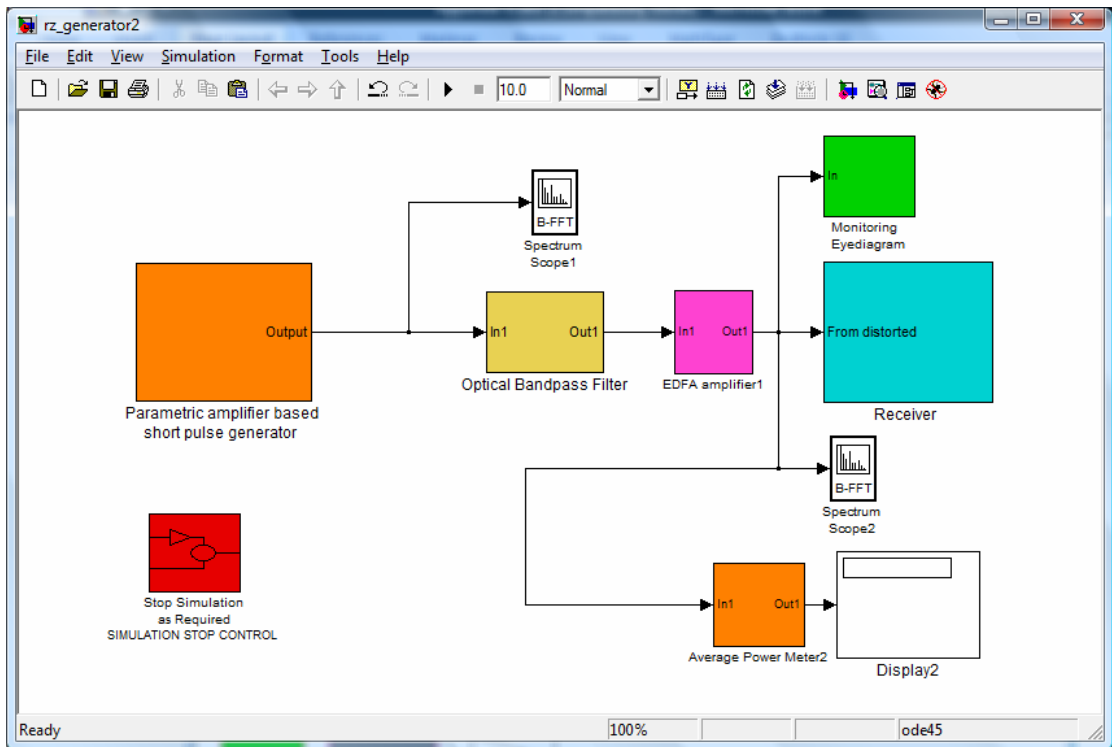 rz_generator2
File Edit View Simulation Format Tools Help
10.0 Normal
B-FFT
Spectrum
Scope1
In
Monitoring
Eyediagram
Output
Parametric amplifier based
short pulse generator
In1 Out1
Optical Bandpass Filter
In1 Out1
EDFA amplifier1
From distorted
Receiver
B-FFT
Spectrum
Scope2
Stop Simulation
as Required
SIMULATION STOP CONTROL
In1 Out1
Average Power Meter2
Display2
Ready 100% ode45